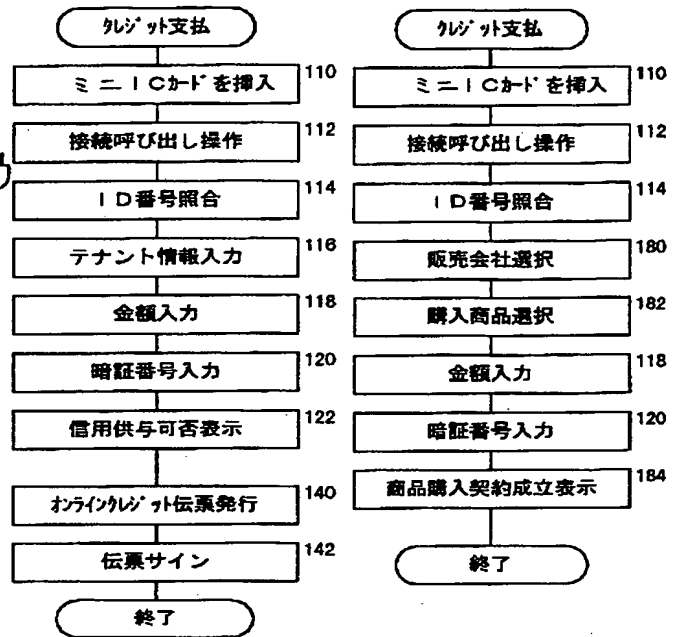 クレジット支払
ミニICカードを挿入
110
接続呼び出し操作
112
ID番号照合
114
テナント情報入力
116
金額入力
118
暗証番号入力
120
信用供与可否表示
122
オンラインクレジット伝票発行
140
伝票サイン
142
終了
クレジット支払
ミニICカードを挿入
110
接続呼び出し操作
112
ID番号照合
114
販売会社選択
180
購入商品選択
182
金額入力
118
暗証番号入力
120
商品購入契約成立表示
184
終了